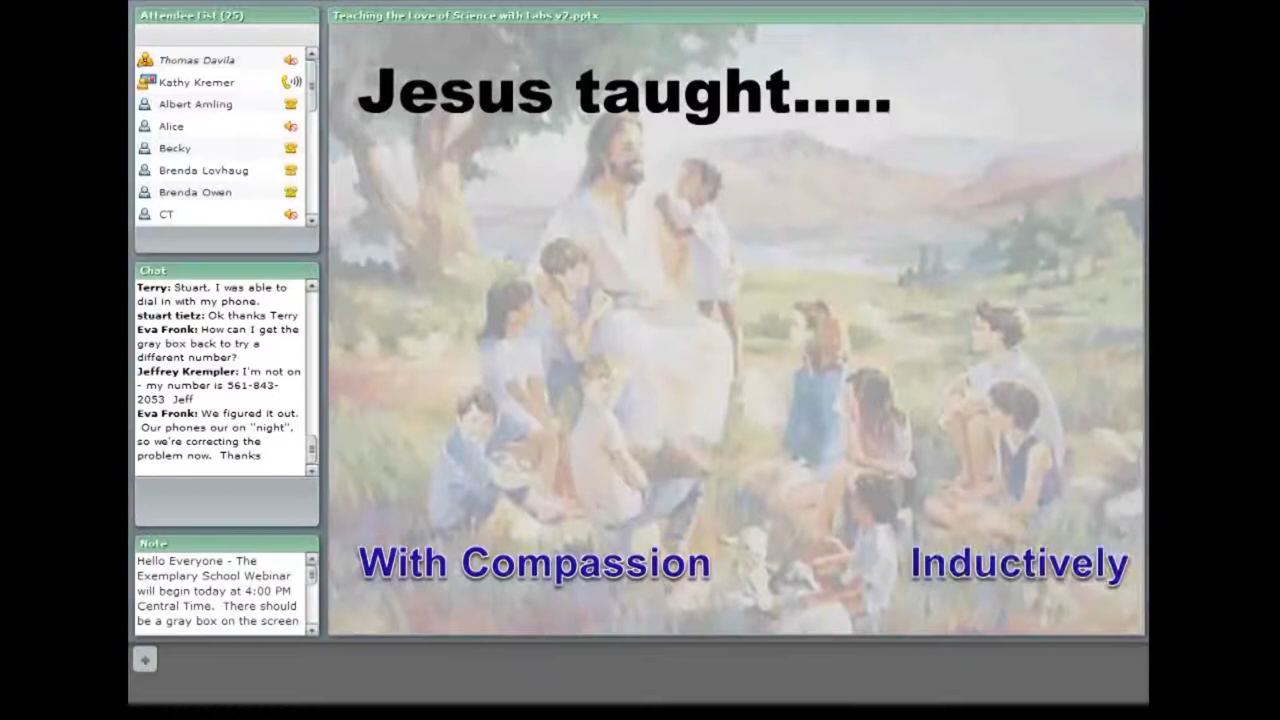 Attendee List (25)
Thomas Davila
Kathy Kremer
Albert Amling
Alice
Becky
Brenda Lovhaug
Brenda Owen
CT
Chat
Terry: Stuart, I was able to
dial in with my phone.
stuart tietz: Ok thanks Terry
Eva Fronk: How can I get the
gray box back to try a
different number?
Jeffrey Krempler: I'm not on
- my number is 561-843-
2053  Jeff
Eva Fronk: We figured it out.
Our phones our on "night",
so we're correcting the
problem now.  Thanks
Note
Hello Everyone - The
Exemplary School Webinar
will begin today at 4:00 PM
Central Time.  There should
be a gray box on the screen
Teaching the Love of Science with Labs v2.pptx
Jesus taught.....
With Compassion
Inductively